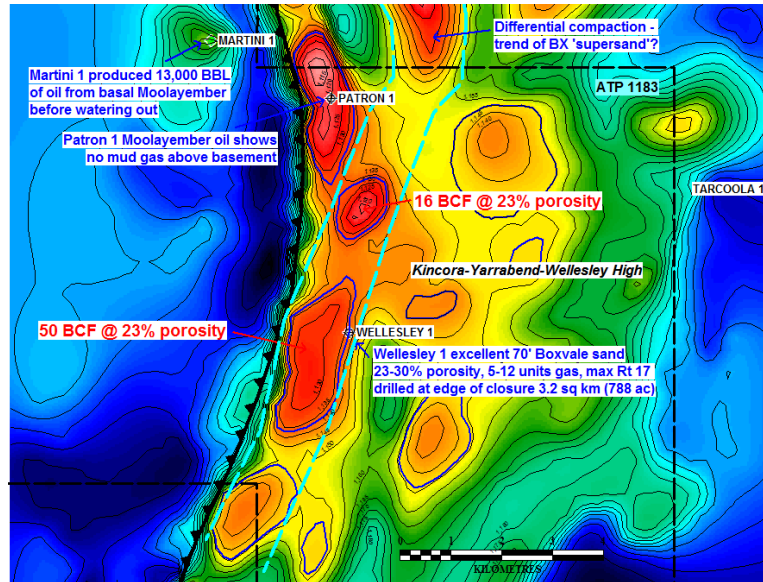 MARTINI 1
Differential compaction -
trend of BX 'supersand'?
Martini 1 produced 13,000 BBL
of oil from basal Moolayember
before watering out
ATP 1183
PATRON 1
Patron 1 Moolayember oil shows
no mud gas above basement
TARCOOLA 1
16 BCF @ 23% porosity
Kincora-Yarrabend-Wellesley High
50 BCF @ 23% porosity
WELLESLEY 1
Wellesley 1 excellent 70' Boxvale sand
23-30% porosity, 5-12 units gas, max Rt 17
drilled at edge of closure 3.2 sq km (788 ac)
0 1 2 4
KILOMETRES